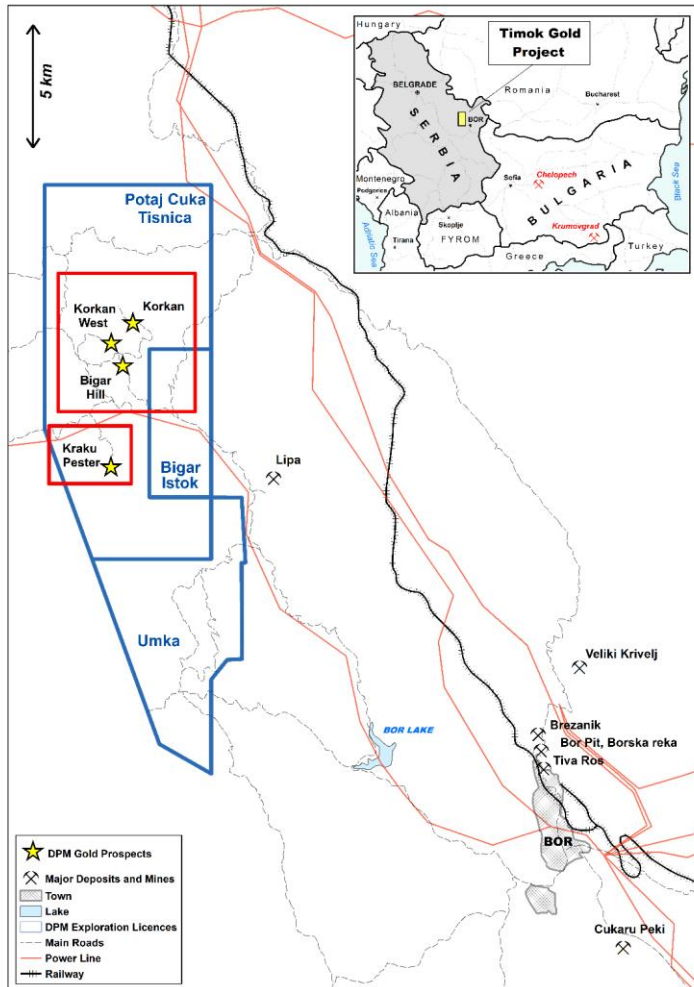 5 km
Timok Gold
Project
Hungary
Romania
BELGRADE
Bucharest
BOR
SERBIA
Montenegro
Podgorica
Sofia
Chelopech
BULGARIA
Black Sea
Albania
Skoplje
Krumovgrad
Adriatic Sea
Tirana
FYROM
Turkey
Greece
Potaj Cuka
Tisnica
Korkan
West
Korkan
Bigar
Hill
Kraku
Pester
Bigar
Istok
Lipa
Umka
Veliki Krivelj
Brezanik
BOR LAKE
Bor Pit, Borska reka
Tiva Ros
BOR
Cukaru Peki
DPM Gold Prospects
Major Deposits and Mines
Town
Lake
DPM Exploration Licences
Main Roads
Power Line
Railway